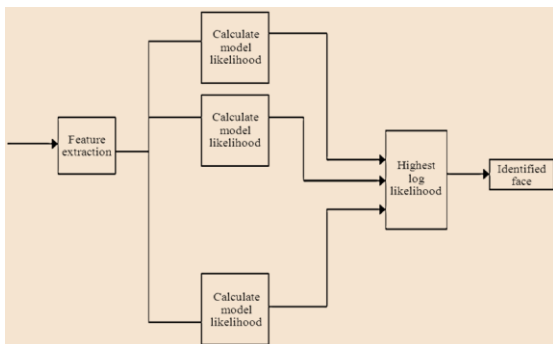 Calculate
model
likelihood
Calculate
model
likelihood
Feature
extraction
Highest
log
likelihood
Identified
face
Calculate
model
likelihood